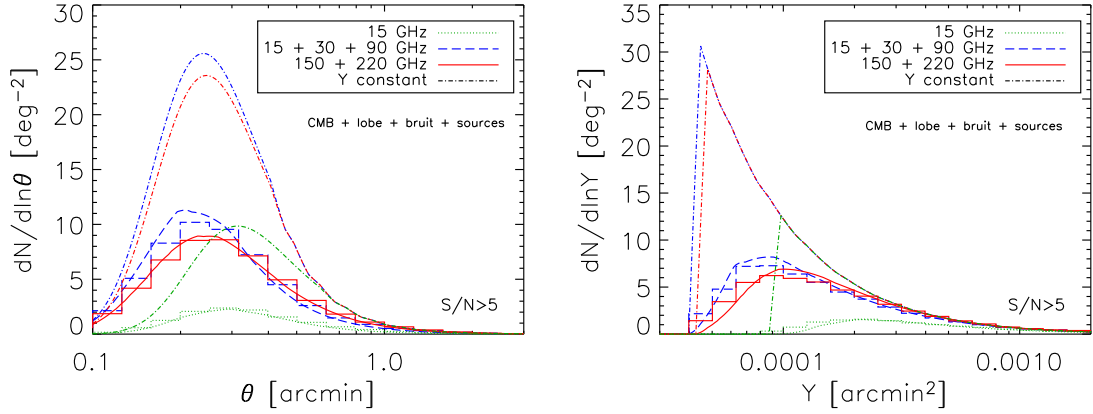 15 GHz
15 + 30 + 90 GHz
150 + 220 GHz
Y constant
CMB + lobe + bruit + sources
S/N>5
dN/dlnθ [deg⁻²]
30
25
20
15
10
5
0
0.1 1.0
θ [arcmin]
15 GHz
15 + 30 + 90 GHz
150 + 220 GHz
Y constant
CMB + lobe + bruit + sources
S/N>5
dN/dlnY [deg⁻²]
35
30
25
20
15
10
5
0
0.0001 0.0010
Y [arcmin²]